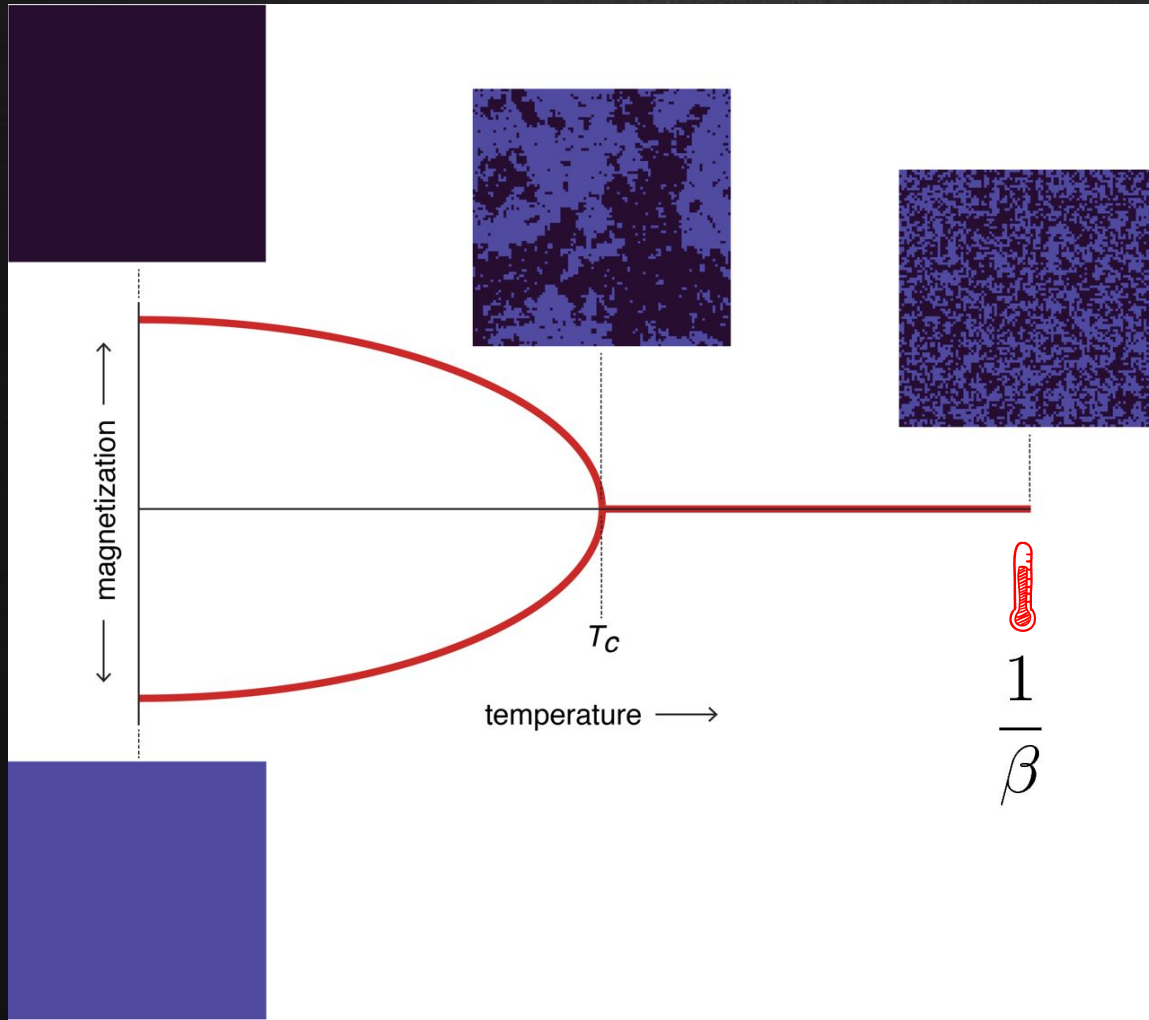 magnetization
T_C
temperature
1
β